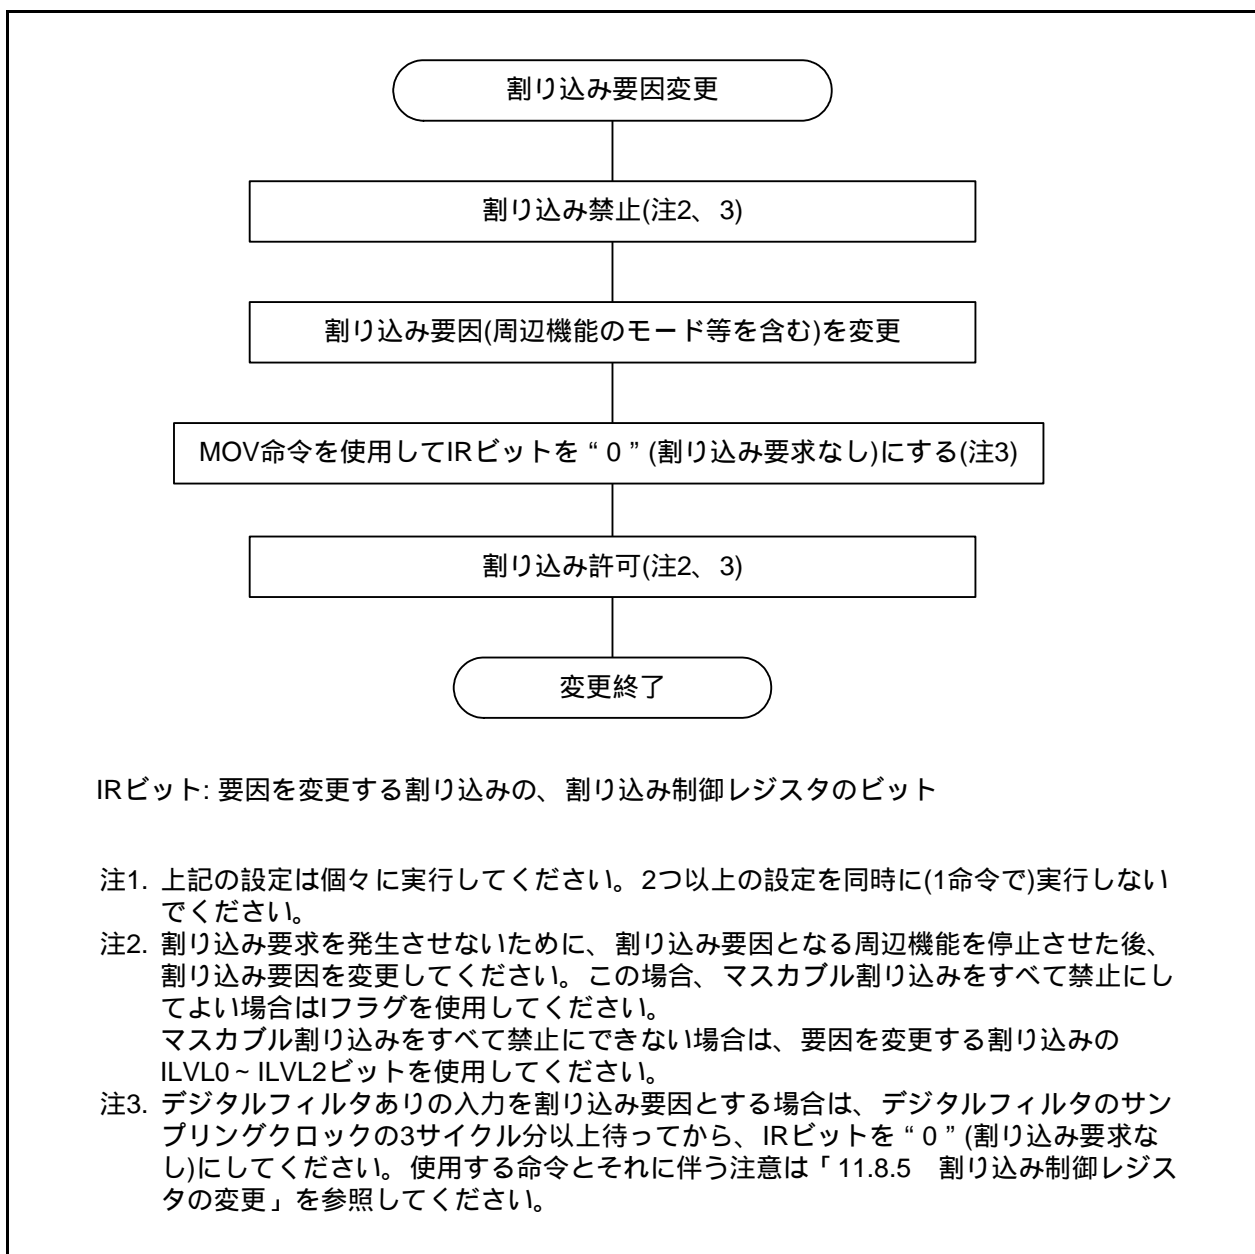 割り込み要因変更
割り込み禁止(注2、3)
割り込み要因(周辺機能のモード等を含む)を変更
MOV命令を使用してIRビットを“0”(割り込み要求なし)にする(注3)
割り込み許可(注2、3)
変更終了
IRビット: 要因を変更する割り込みの、割り込み制御レジスタのビット
注1. 上記の設定は個々に実行してください。2つ以上の設定を同時に(1命令で)実行しない
でください。
注2. 割り込み要求を発生させないために、割り込み要因となる周辺機能を停止させた後、
割り込み要因を変更してください。この場合、マスカブル割り込みをすべて禁止にし
てよい場合はIフラグを使用してください。
マスカブル割り込みをすべて禁止にできない場合は、要因を変更する割り込みの
ILVL0~ILVL2ビットを使用してください。
注3. デジタルフィルタありの入力を割り込み要因とする場合は、デジタルフィルタのサン
プリングクロックの3サイクル分以上待ってから、IRビットを“0”(割り込み要求な
し)にしてください。使用する命令とそれに伴う注意は「11.8.5 割り込み制御レジス
タの変更」を参照してください。